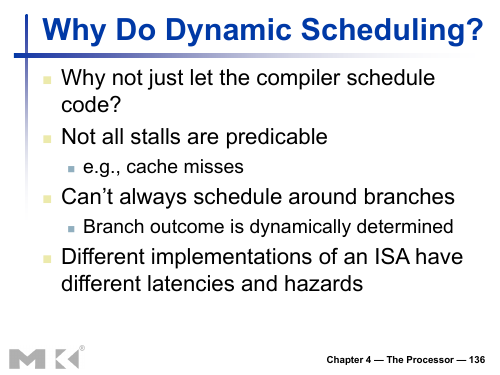 Why Do Dynamic Scheduling?
Why not just let the compiler schedule
code?
Not all stalls are predicable
e.g., cache misses
Can't always schedule around branches
Branch outcome is dynamically determined
Different implementations of an ISA have
different latencies and hazards
MK®
Chapter 4 — The Processor — 136